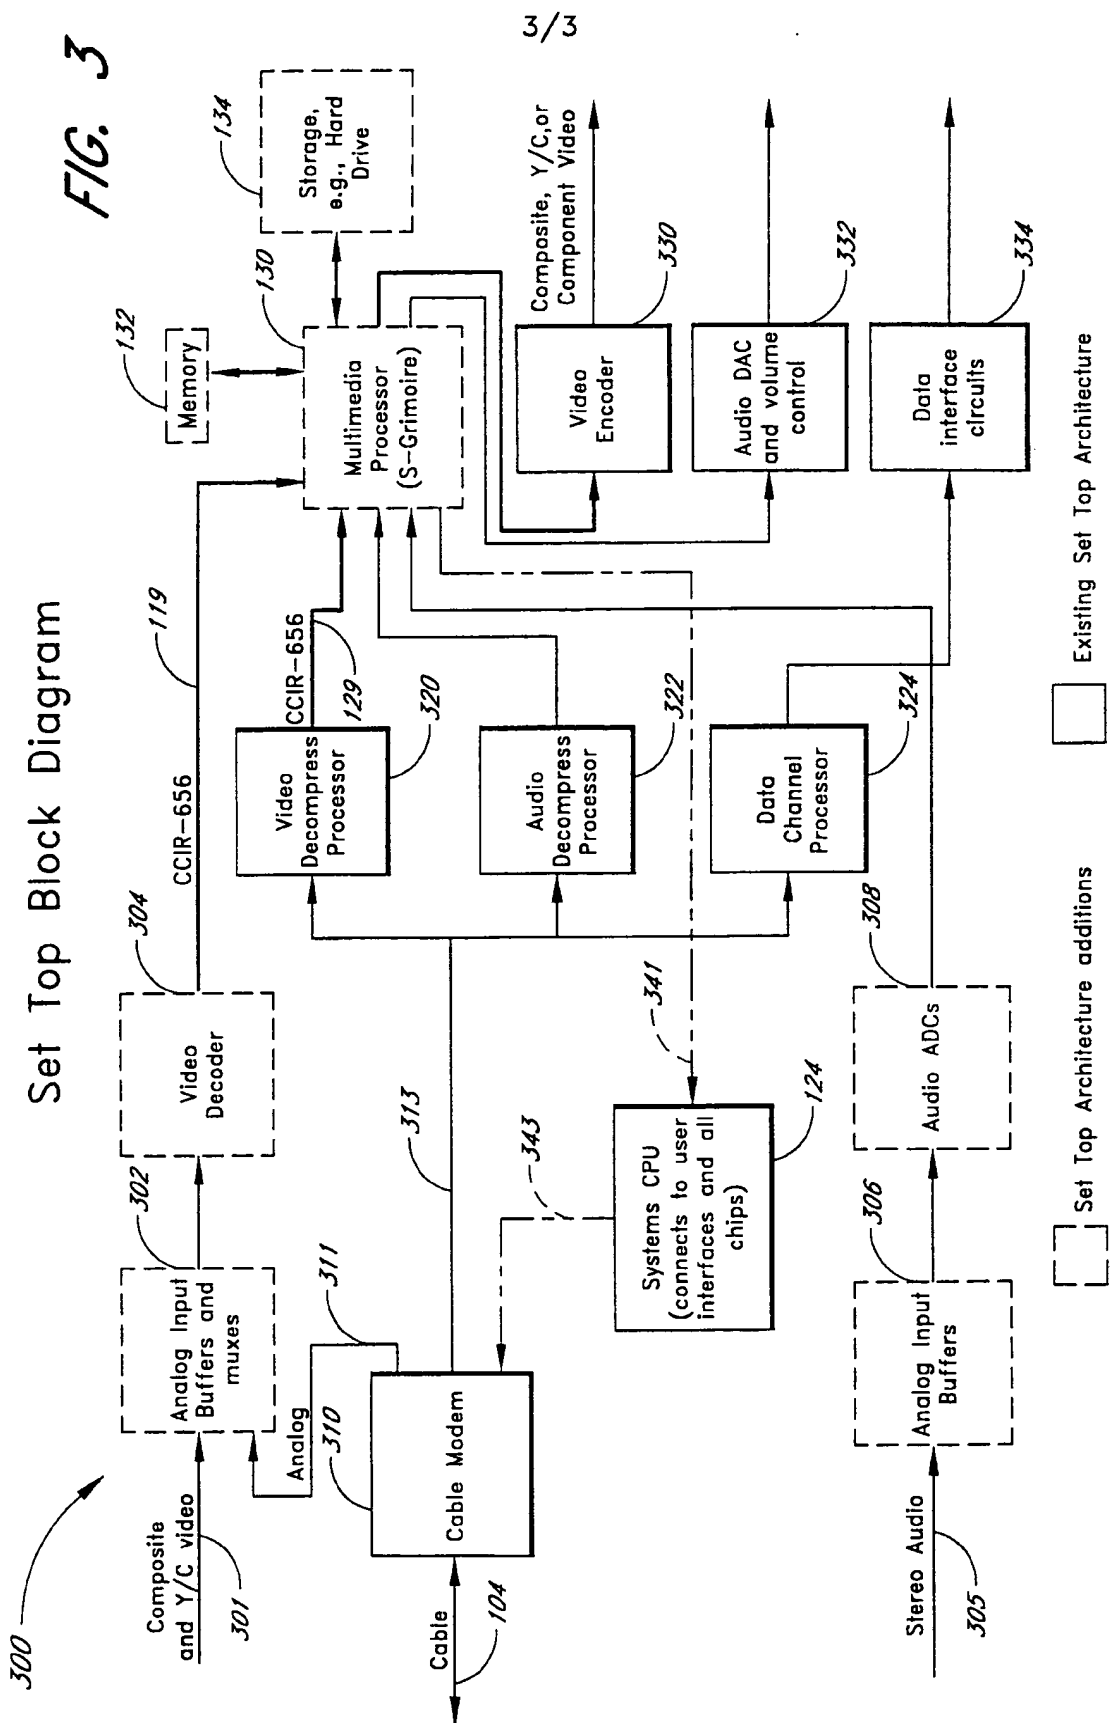 3/3
FIG. 3
Set Top Block Diagram
300
Composite
and Y/C video
301
Analog Input
Buffers and
muxes
302
Video
Decoder
304
CCIR-656
119
Memory
132
Multimedia
Processor
(S-Grimoire)
130
Storage,
e.g., Hard
Drive
134
Analog
311
Cable
104
Cable Modem
310
313
Video
Decompress
Processor
320
CCIR-656
129
Audio
Decompress
Processor
322
Data
Channel
Processor
324
Video
Encoder
330
Composite, Y/C,or
Component Video
Audio DAC
and volume
control
332
Data
interface
circuits
334
343
341
Systems CPU
(connects to user
interfaces and all
chips)
124
Stereo Audio
305
Analog Input
Buffers
306
Audio ADCs
308
Set Top Architecture additions
Existing Set Top Architecture